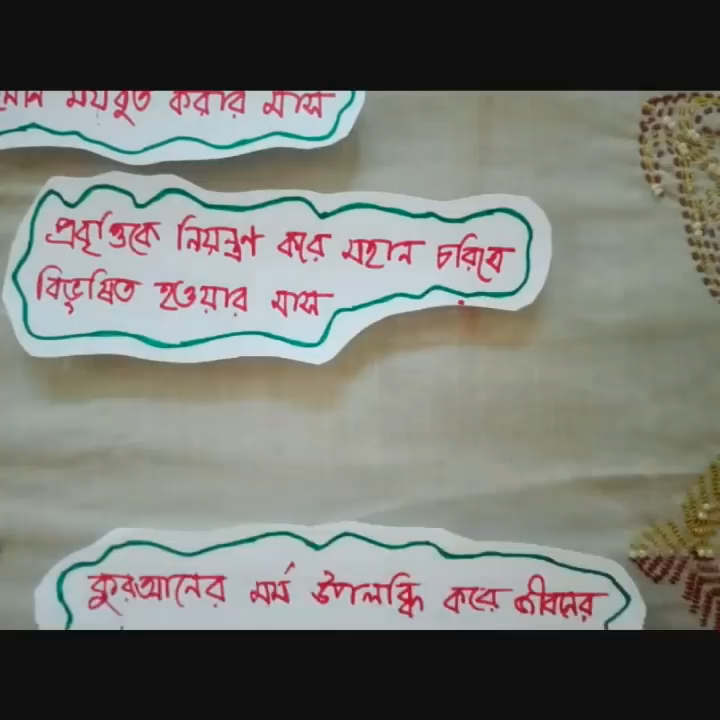 মযবুত করার মাস
প্রবৃত্তিকে নিয়ন্ত্রণ করে মহান চরিত্রে
বিভূষিত হওয়ার মাস
কুরআনের মর্ম উপলব্ধি করে জীবনের